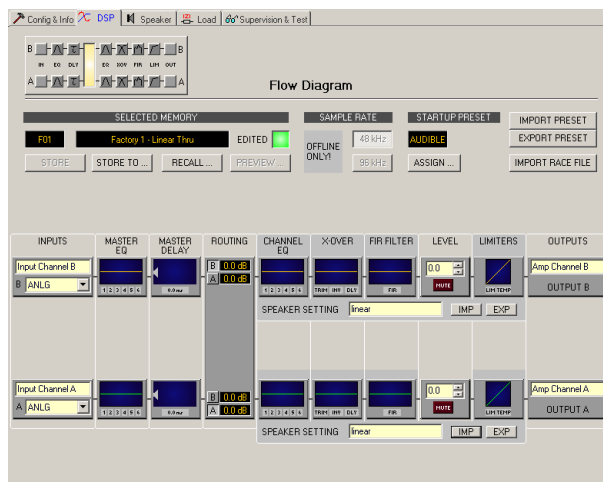 Config & Info DSP Speaker Load Supervision & Test
B B
IN EQ DLY EQ XOV FIR LIM OUT
A A
Flow Diagram
SELECTED MEMORY SAMPLE RATE STARTUP PRESET IMPORT PRESET
F01 Factory 1 - Linear Thru EDITED OFFLINE ONLY! 48 kHz AUDIBLE EXPORT PRESET
STORE STORE TO ... RECALL ... PREVIEW ... 96 kHz ASSIGN ... IMPORT RACE FILE
INPUTS MASTER EQ MASTER DELAY ROUTING CHANNEL EQ X-OVER FIR FILTER LEVEL LIMITERS OUTPUTS
Input Channel B B 0.0 dB 0.0 Amp Channel B
B ANLG A 0.0 dB MUTE OUTPUT B
1 2 3 4 5 6 0.0 ms 1 2 3 4 5 6 TRIM INV DLY FIR LIM TEMP
SPEAKER SETTING linear IMP EXP
Input Channel A B 0.0 dB 0.0 Amp Channel A
A ANLG A 0.0 dB MUTE OUTPUT A
1 2 3 4 5 6 0.0 ms 1 2 3 4 5 6 TRIM INV DLY FIR LIM TEMP
SPEAKER SETTING linear IMP EXP